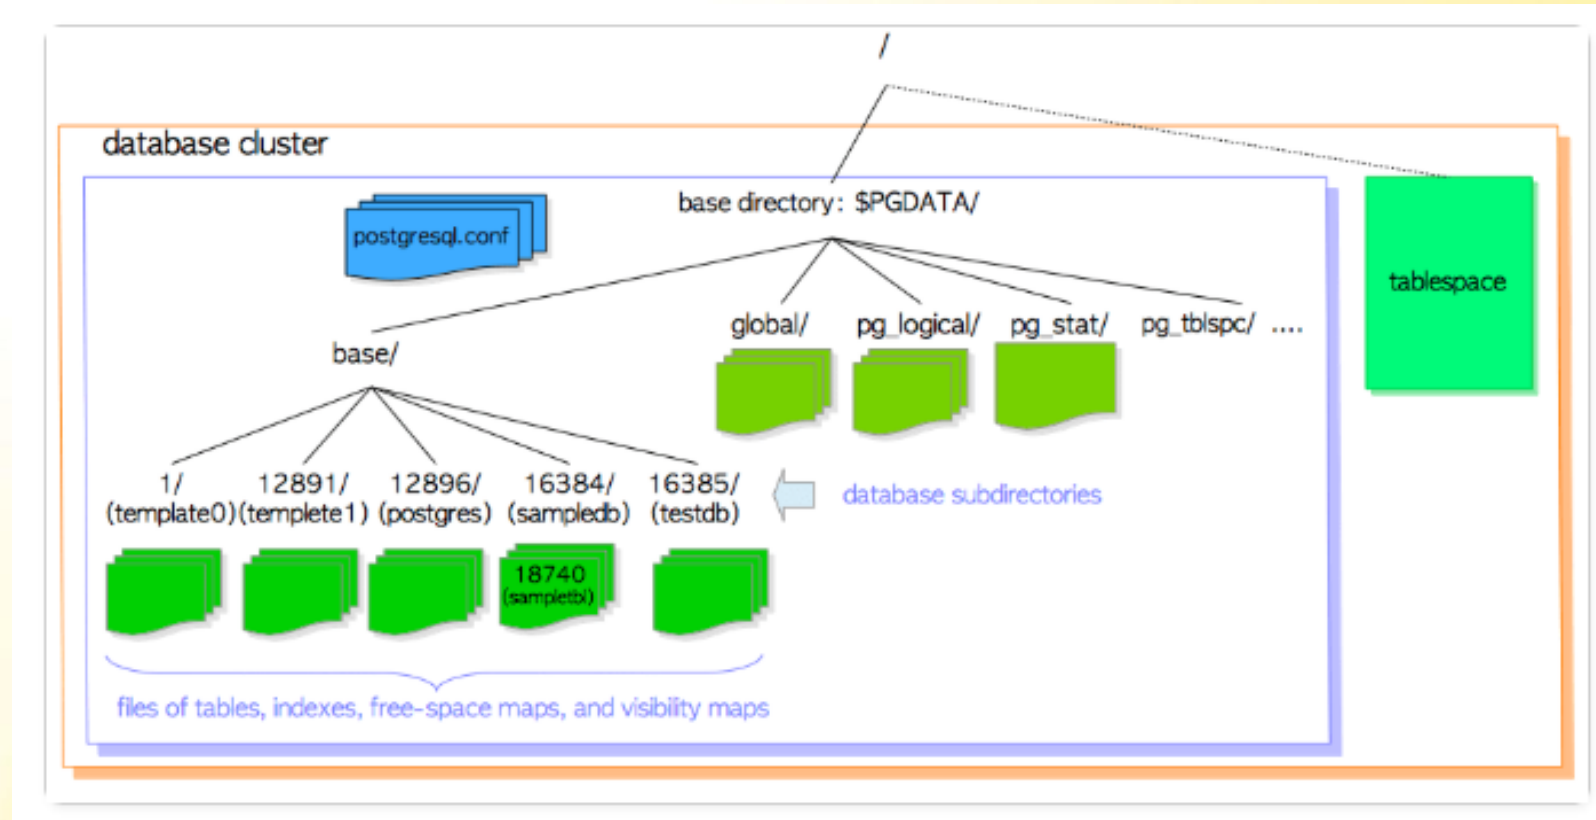 /
database cluster
base directory: $PGDATA/
postgresql.conf
tablespace
global/ pg_logical/ pg_stat/ pg_tblspc/ ....
base/
1/ 12891/ 12896/ 16384/ 16385/
(template0) (templete1) (postgres) (sampledb) (testdb)
database subdirectories
18740
(sampletbl)
files of tables, indexes, free-space maps, and visibility maps